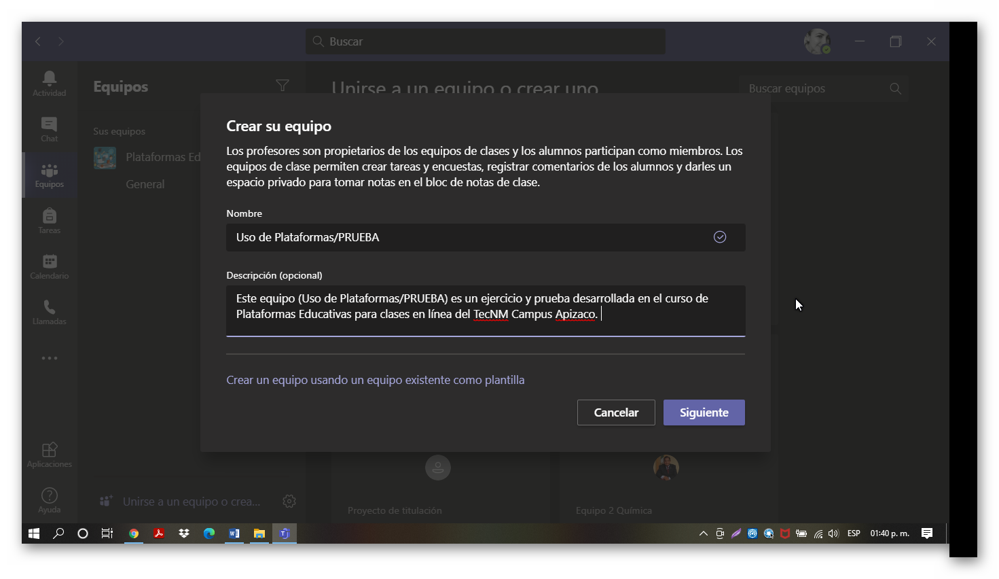 Buscar
Actividad
Chat
Equipos
Tareas
Calendario
Llamadas
Aplicaciones
Ayuda
Equipos
Sus equipos
Plataformas Ed
General
Unirse a un equipo o crea...
Unirse a un equipo o crear uno
Buscar equipos
Crear su equipo
Los profesores son propietarios de los equipos de clases y los alumnos participan como miembros. Los
equipos de clase permiten crear tareas y encuestas, registrar comentarios de los alumnos y darles un
espacio privado para tomar notas en el bloc de notas de clase.
Nombre
Uso de Plataformas/PRUEBA
Descripción (opcional)
Este equipo (Uso de Plataformas/PRUEBA) es un ejercicio y prueba desarrollada en el curso de
Plataformas Educativas para clases en línea del TecNM Campus Apizaco.
Crear un equipo usando un equipo existente como plantilla
Cancelar
Siguiente
Proyecto de titulación
Equipo 2 Química
ESP
01:40 p. m.